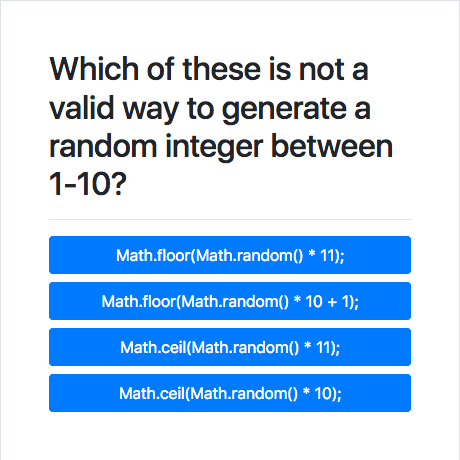 Which of these is not a
valid way to generate a
random integer between
1-10?
Math.floor(Math.random() * 11);
Math.floor(Math.random() * 10 + 1);
Math.ceil(Math.random() * 11);
Math.ceil(Math.random() * 10);